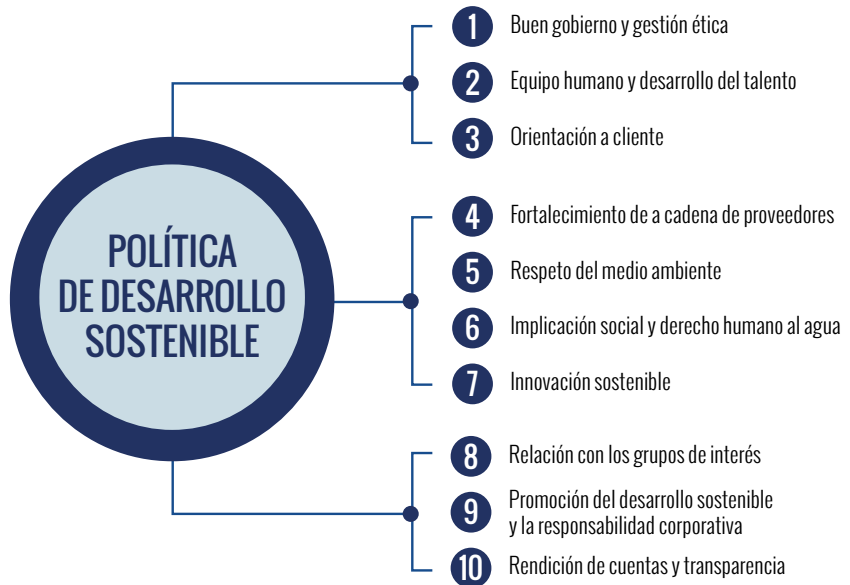 POLÍTICA
DE DESARROLLO
SOSTENIBLE
1 Buen gobierno y gestión ética
2 Equipo humano y desarrollo del talento
3 Orientación a cliente
4 Fortalecimiento de a cadena de proveedores
5 Respeto del medio ambiente
6 Implicación social y derecho humano al agua
7 Innovación sostenible
8 Relación con los grupos de interés
9 Promoción del desarrollo sostenible
y la responsabilidad corporativa
10 Rendición de cuentas y transparencia